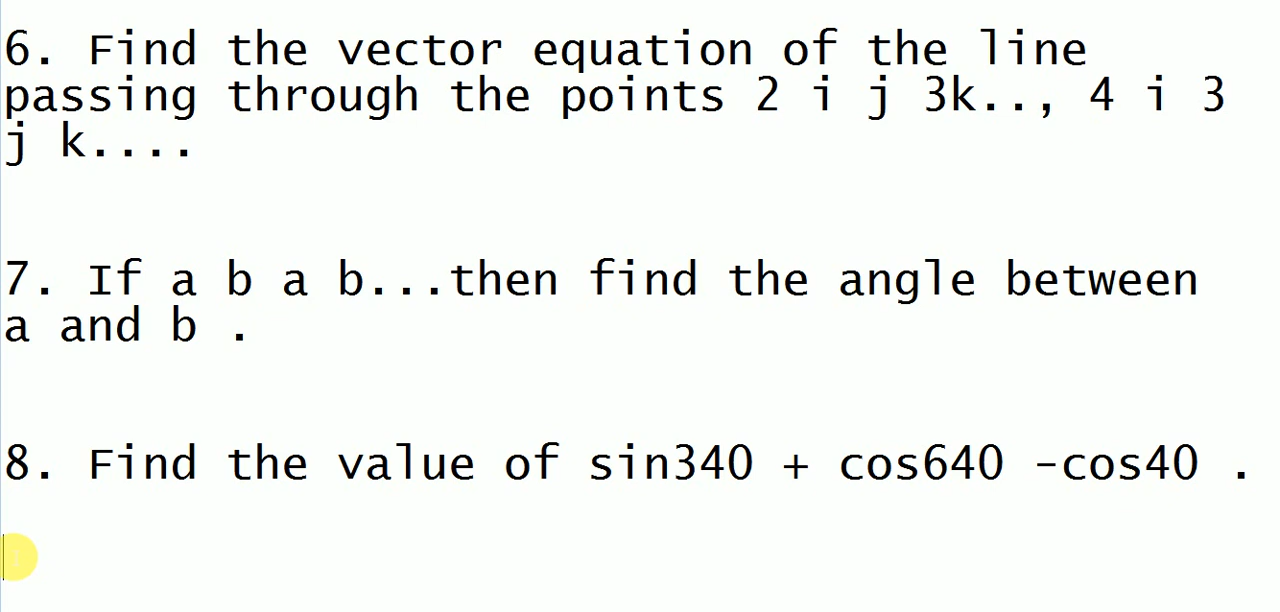 6. Find the vector equation of the line
passing through the points 2 i j 3k.., 4 i 3
j k....
7. If a b a b...then find the angle between
a and b .
8. Find the value of sin340 + cos640 -cos40 .